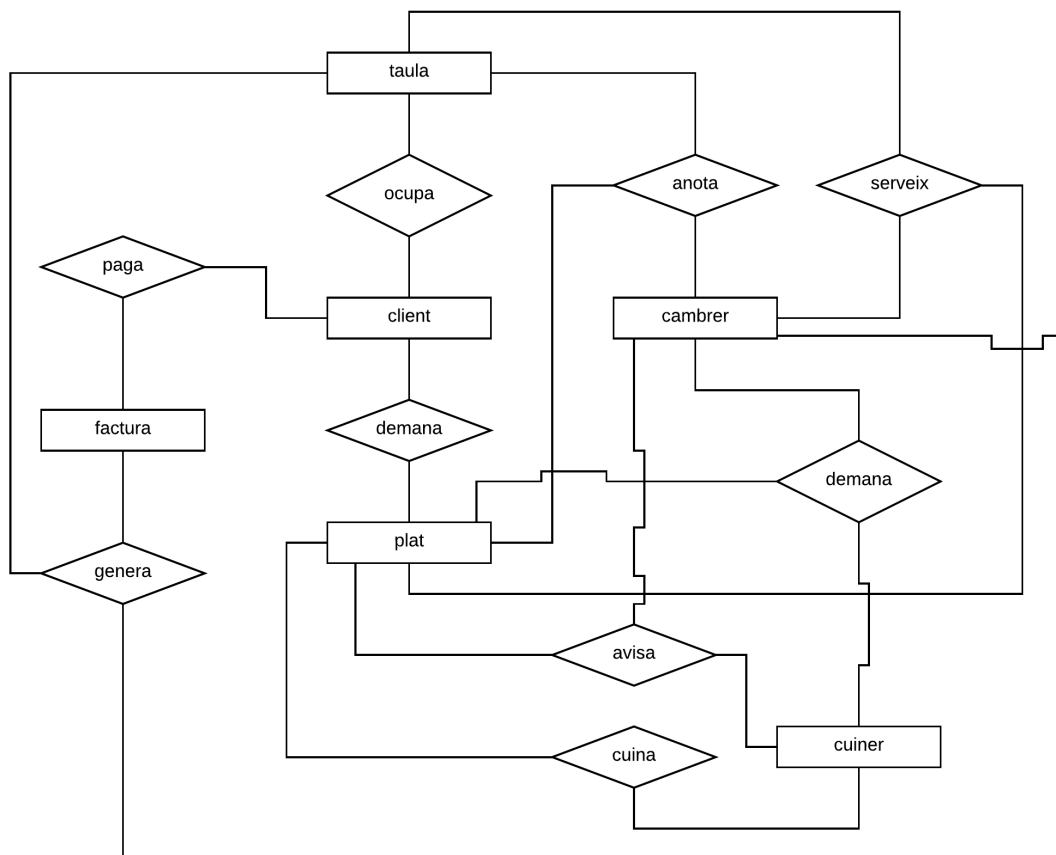 taula
ocupa
anota
serveix
paga
client
cambrer
factura
demana
demana
plat
genera
avisa
cuina
cuiner